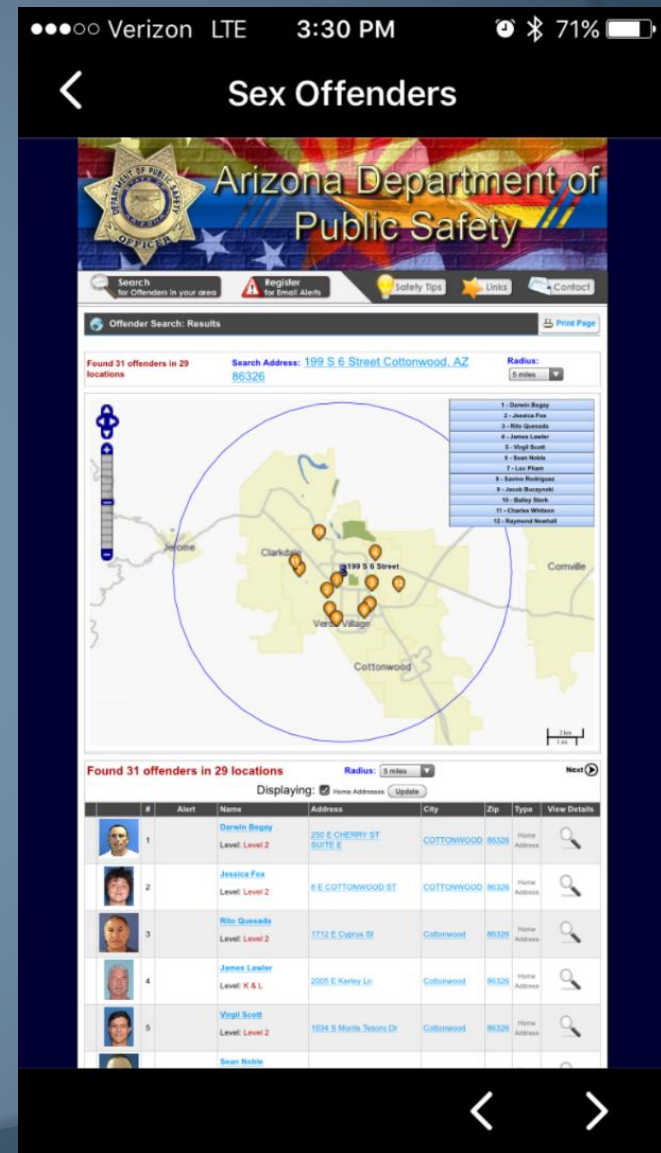 Verizon LTE 3:30 PM 71%
Sex Offenders
DEPARTMENT OF PUBLIC SAFETY
OFFICER
Arizona Department of
Public Safety
Search
for Offenders in your area
Register
for Email Alerts
Safety Tips
Links
Contact
Offender Search: Results
Print Page
Found 31 offenders in 29
locations
Search Address: 199 S 6 Street Cottonwood, AZ
86326
Radius:
5 miles
1 - Darwin Begay
2 - Jessica Fox
3 - Rito Quesada
4 - James Lawler
5 - Virgil Scott
6 - Sean Noble
7 - Loc Pham
8 - Savino Rodriguez
9 - Jacob Buczynski
10 - Bailey Stork
11 - Charles Whitson
12 - Raymond Newhall
Jerome
Clarkdale
199 S 6 Street
Cornville
Verde Village
Cottonwood
Found 31 offenders in 29 locations
Radius: 5 miles
Next
Displaying: Home Addresses Update
# Alert Name Address City Zip Type View Details
1 Darwin Begay
Level: Level 2
250 E CHERRY ST
SUITE E
COTTONWOOD 86326 Home
Address
2 Jessica Fox
Level: Level 2
8 E COTTONWOOD ST COTTONWOOD 86326 Home
Address
3 Rito Quesada
Level: Level 2
1712 E Cyprus St Cottonwood 86326 Home
Address
4 James Lawler
Level: K & L
2005 E Kerley Ln Cottonwood 86326 Home
Address
5 Virgil Scott
Level: Level 2
1034 S Monte Tesoro Dr Cottonwood 86326 Home
Address
Sean Noble